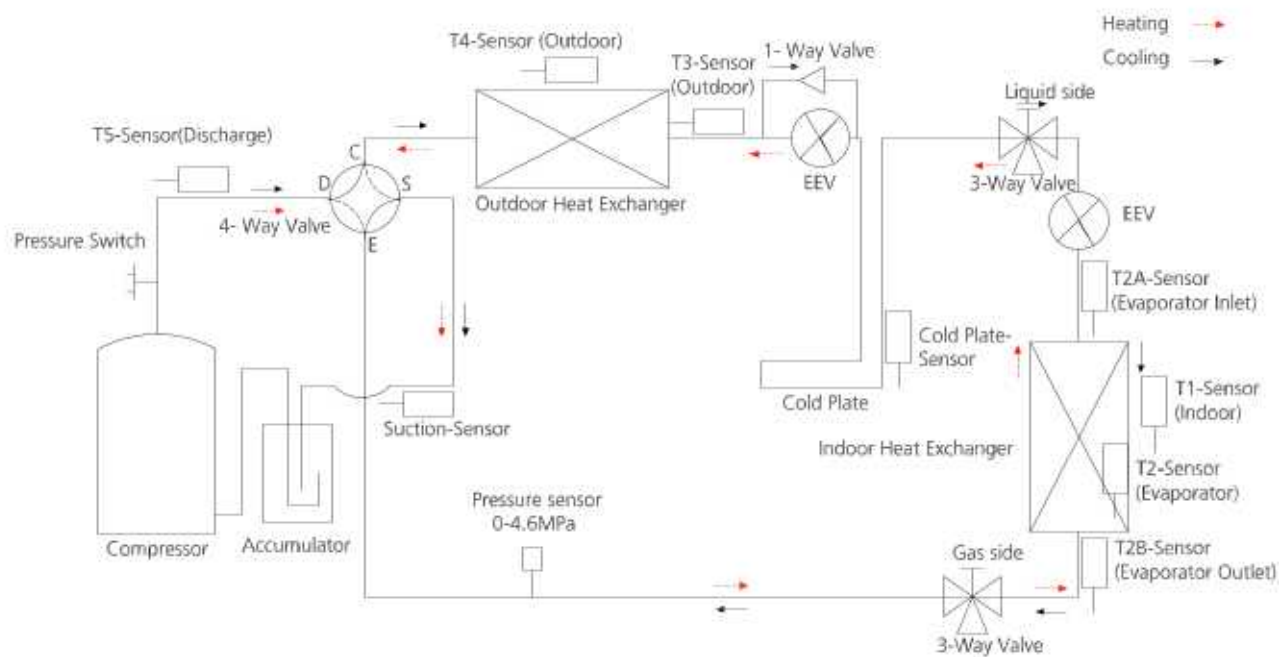 Heating
Cooling
T4-Sensor (Outdoor)
T3-Sensor
(Outdoor)
1- Way Valve
Liquid side
T5-Sensor(Discharge)
C
D
S
E
4- Way Valve
Outdoor Heat Exchanger
EEV
3-Way Valve
EEV
Pressure Switch
T2A-Sensor
(Evaporator Inlet)
Cold Plate-
Sensor
Cold Plate
T1-Sensor
(Indoor)
Suction-Sensor
Indoor Heat Exchanger
T2-Sensor
(Evaporator)
Pressure sensor
0-4.6MPa
Compressor
Accumulator
Gas side
T2B-Sensor
(Evaporator Outlet)
3-Way Valve